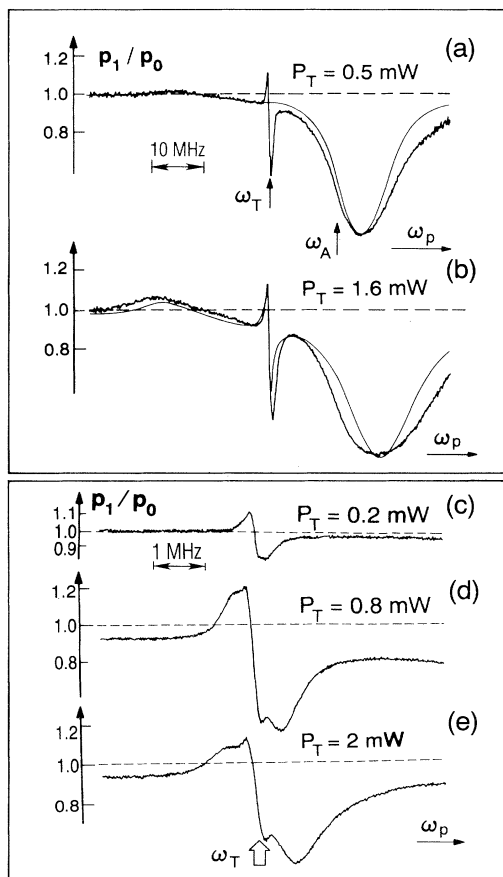 p₁/p₀ (a)
1.2
P_T = 0.5 mW
1.0
0.8
10 MHz
ω_T
ω_A
ω_p
(b)
1.2
P_T = 1.6 mW
1.0
0.8
ω_p
p₁/p₀ (c)
1.1
P_T = 0.2 mW
1.0
0.9
1 MHz
(d)
1.2
P_T = 0.8 mW
1.0
0.8
(e)
1.2
P_T = 2 mW
1.0
0.8
ω_T
ω_p